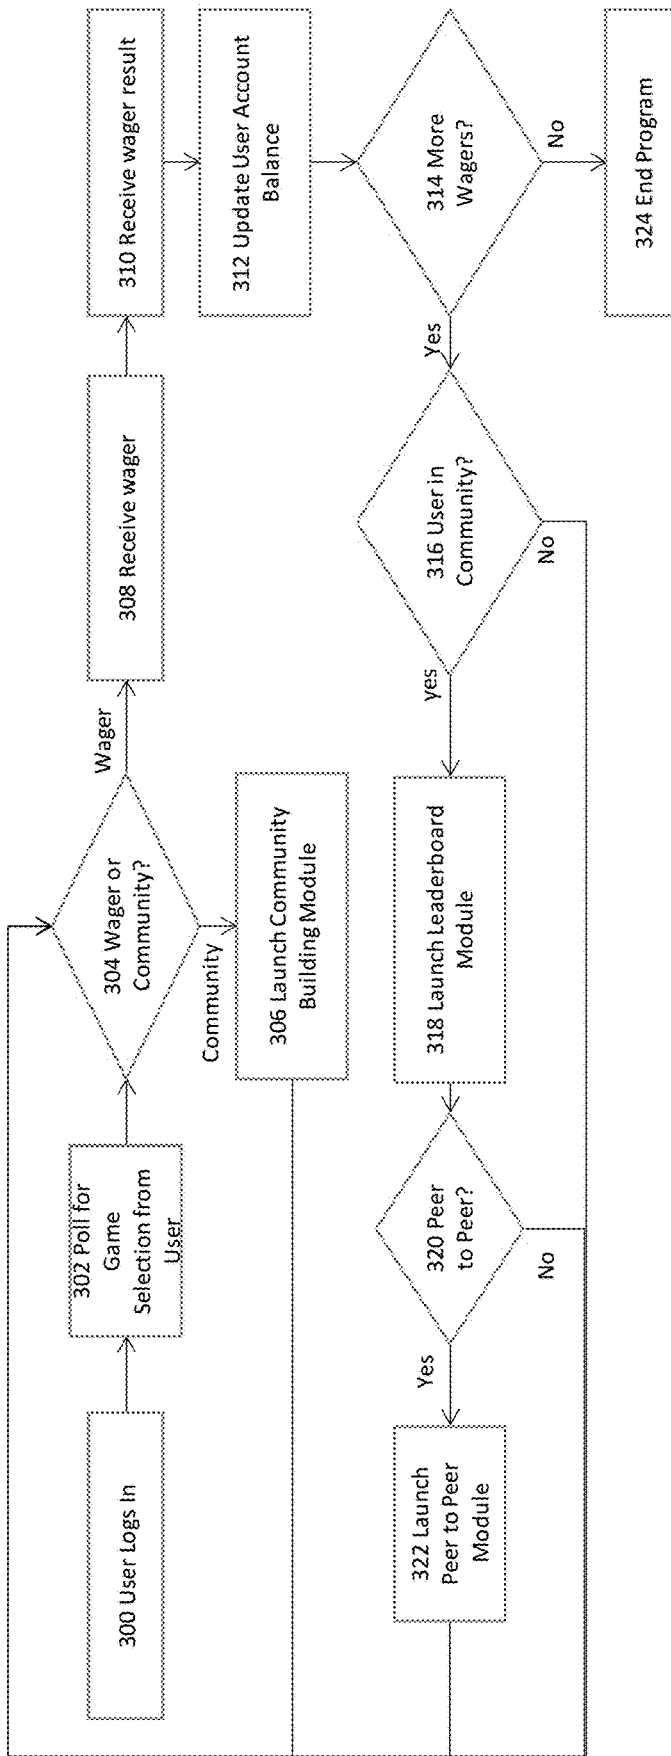 300 User Logs In
302 Poll for
Game
Selection from
User
304 Wager or
Community?
Wager
Community
306 Launch Community
Building Module
308 Receive wager
310 Receive wager result
312 Update User Account
Balance
314 More
Wagers?
Yes
No
316 User in
Community?
yes
No
318 Launch Leaderboard
Module
320 Peer
to Peer?
Yes
No
322 Launch
Peer to Peer
Module
324 End Program